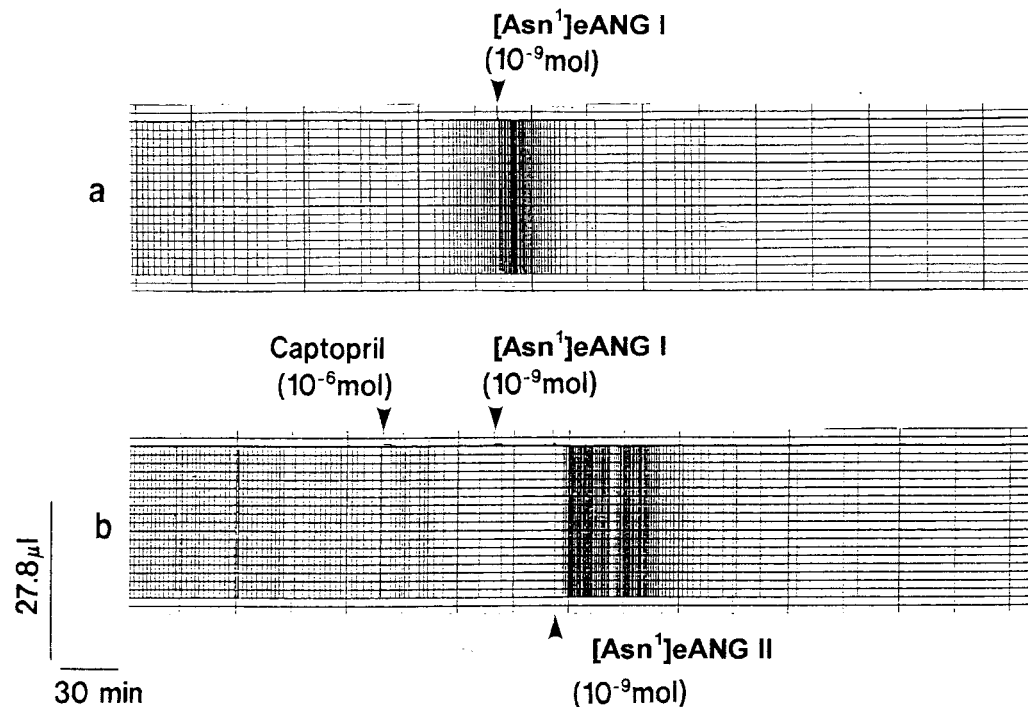 [Asn¹]eANG I
(10⁻⁹mol)
a
Captopril
(10⁻⁶mol)
[Asn¹]eANG I
(10⁻⁹mol)
b
27.8µl
30 min
[Asn¹]eANG II
(10⁻⁹mol)